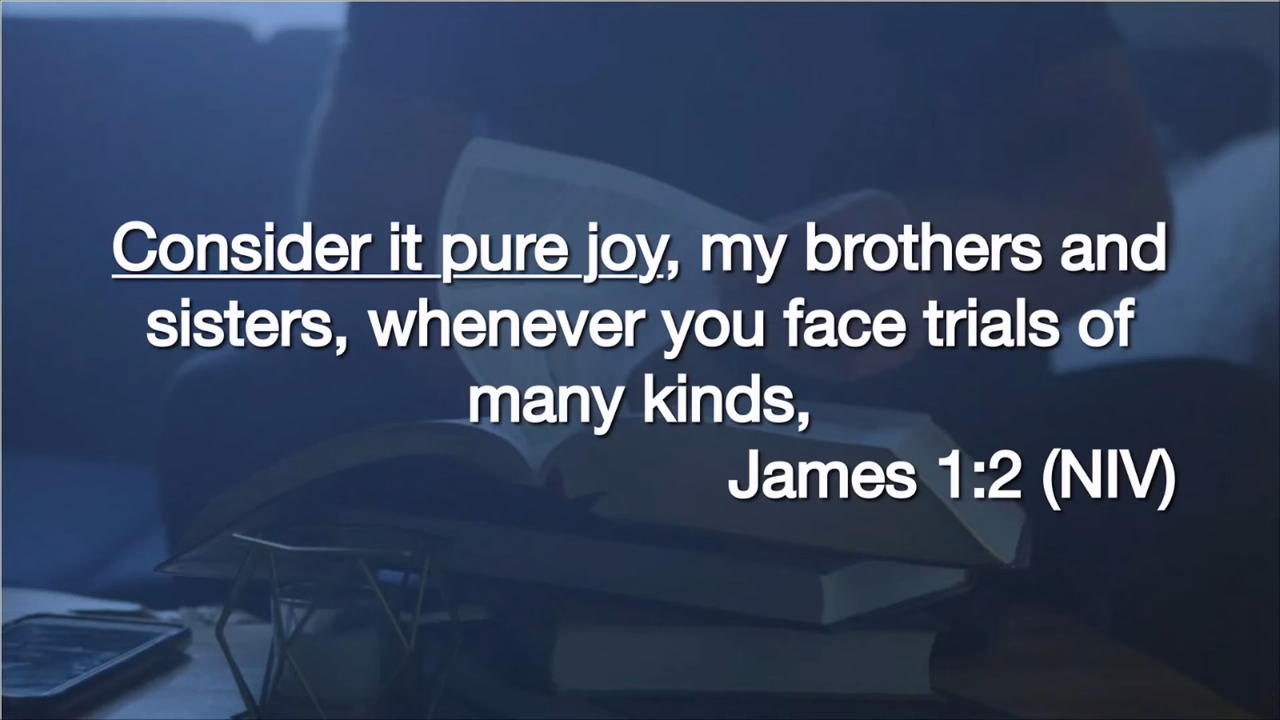 Consider it pure joy, my brothers and
sisters, whenever you face trials of
many kinds,
James 1:2 (NIV)